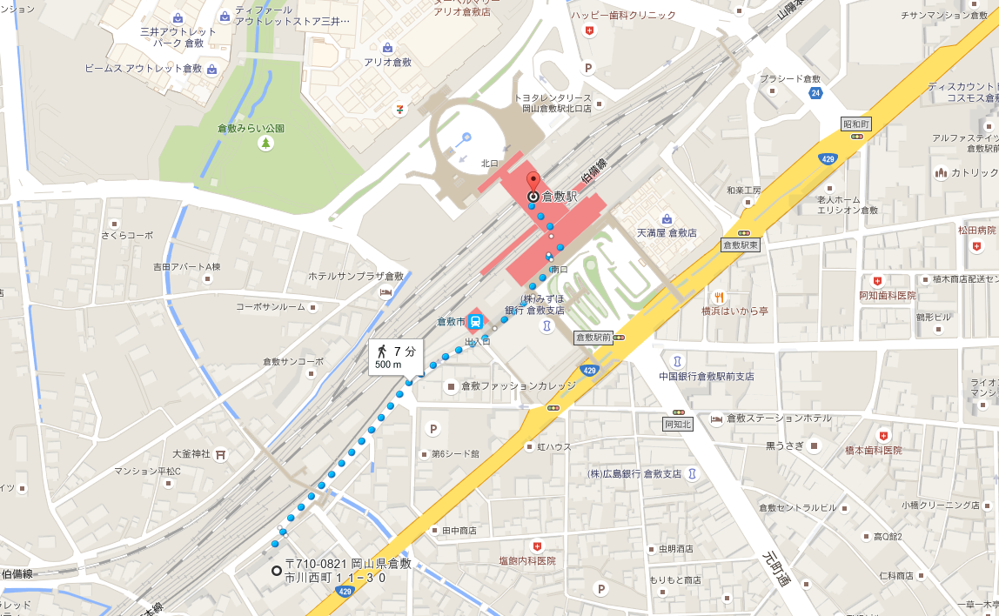 ンション
ティファール
アウトレットストア三井…
三井アウトレット
パーク 倉敷
ビームス アウトレット倉敷
アリオ倉敷店
アリオ倉敷
ハッピー歯科クリニック
山陽本
チサンマンション倉敷
P
トヨタレンタリース
岡山倉敷駅北口店
プラシード倉敷
24
ディスカウント
コスモス倉敷
昭和町
アルファステイツ
倉敷駅前
429
カトリック
倉敷みらい公園
北口
伯備線
倉敷駅
和楽工房
老人ホーム
エリシオン倉敷
さくらコーポ
天満屋 倉敷店
倉敷駅東
松田病院
吉田アパートA棟
ホテルサンプラザ倉敷
南口
植木商店配送セン
阿知歯科医院
コーポサンルーム
(株)みずほ
銀行 倉敷支店
横浜はいから亭
鶴形ビル
倉敷市
出入口
倉敷駅前
7 分
500 m
倉敷サンコーポ
429
中国銀行倉敷駅前支店
倉敷ファッションカレッジ
ライオ
マンシ
阿知北
倉敷ステーションホテル
P
大釜神社
第6シード館
虹ハウス
黒うさぎ
橋本歯科医院
マンション平松C
(株)広島銀行 倉敷支店
イツ
倉敷セントラルビル
小橋クリーニング店
田中商店
高Q館2
塩飽内科医院
虫明酒店
元町通
〒710-0821 岡山県倉敷
市川西町１１−３０
伯備線
もりもと商店
仁科商店
429
P
ラレッド
本線
一草一木亭